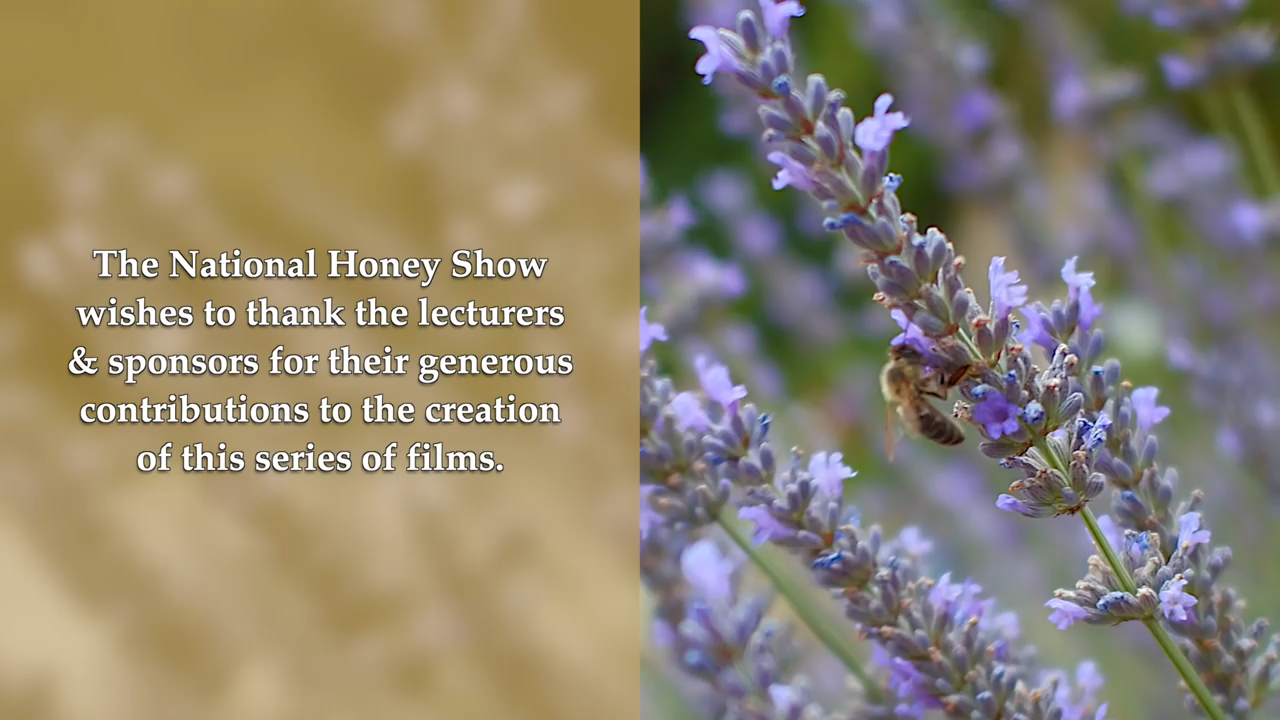 The National Honey Show
wishes to thank the lecturers
& sponsors for their generous
contributions to the creation
of this series of films.